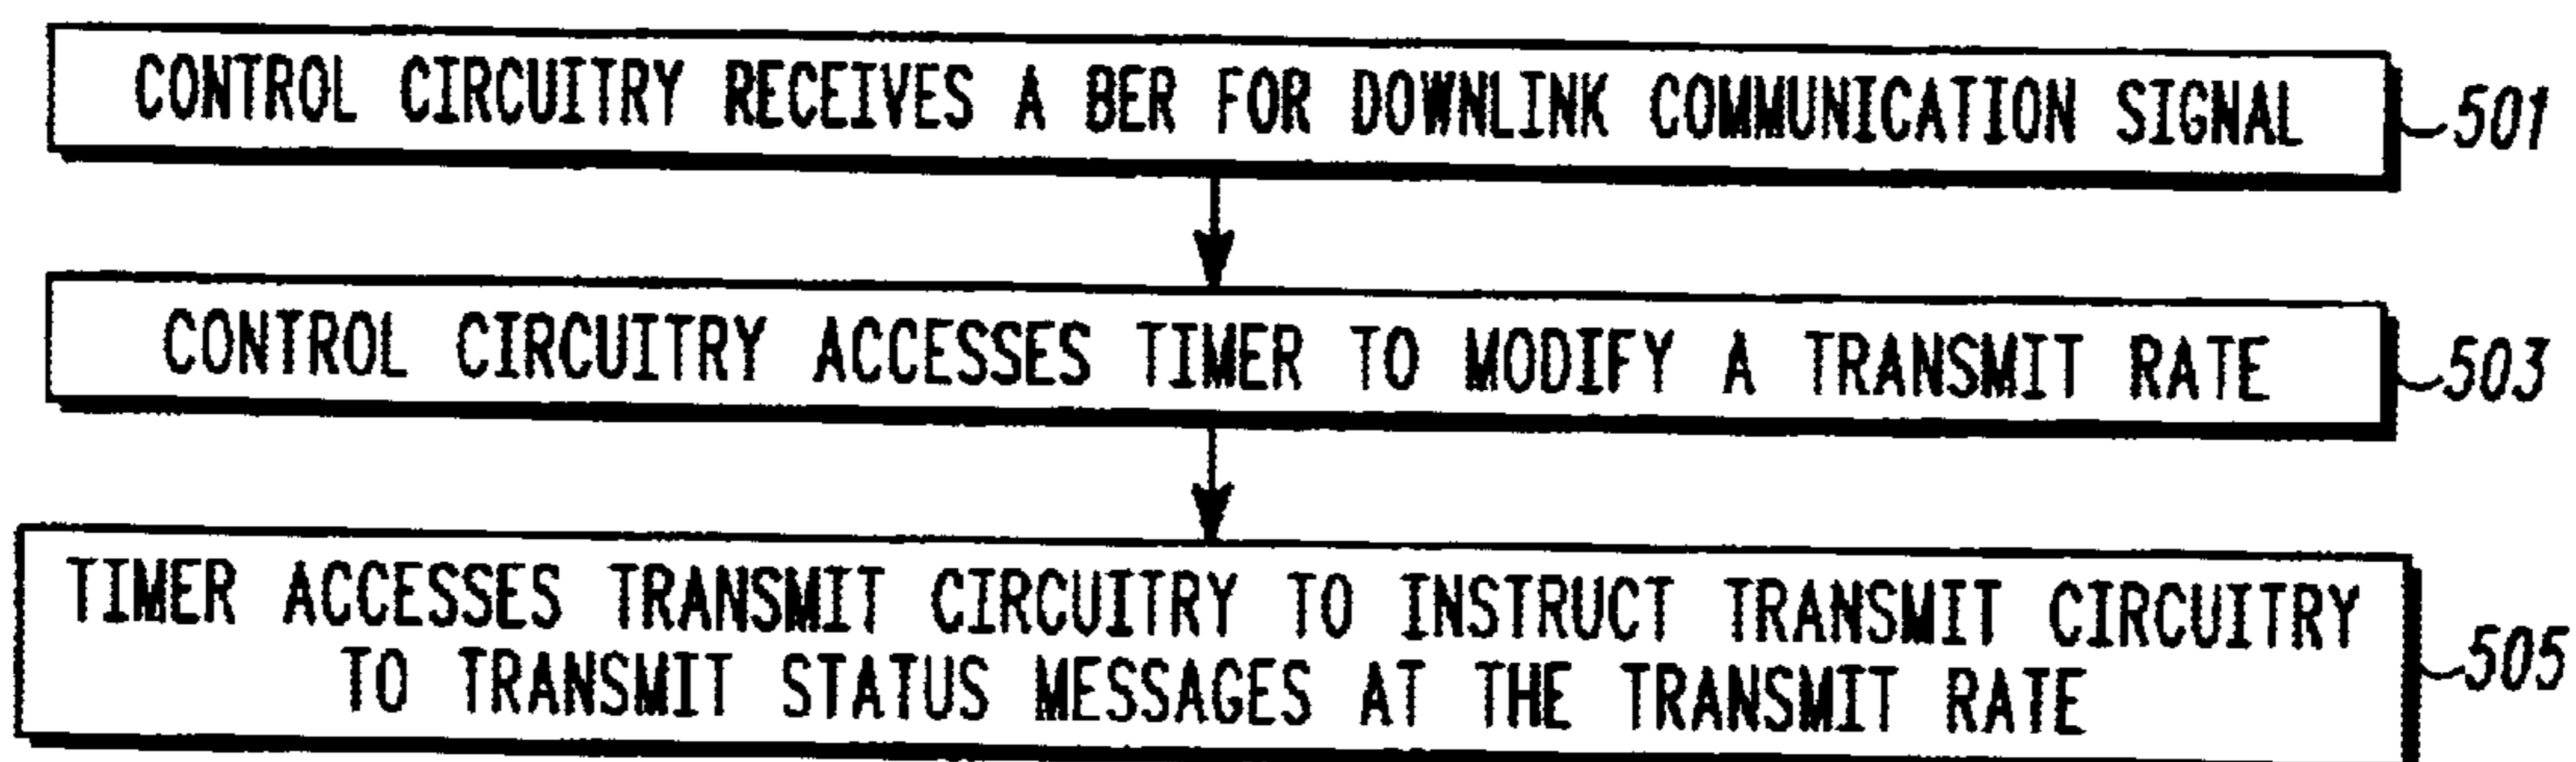 CONTROL CIRCUITRY RECEIVES A BER FOR DOWNLINK COMMUNICATION SIGNAL
501
CONTROL CIRCUITRY ACCESSES TIMER TO MODIFY A TRANSMIT RATE
503
TIMER ACCESSES TRANSMIT CIRCUITRY TO INSTRUCT TRANSMIT CIRCUITRY
TO TRANSMIT STATUS MESSAGES AT THE TRANSMIT RATE
505